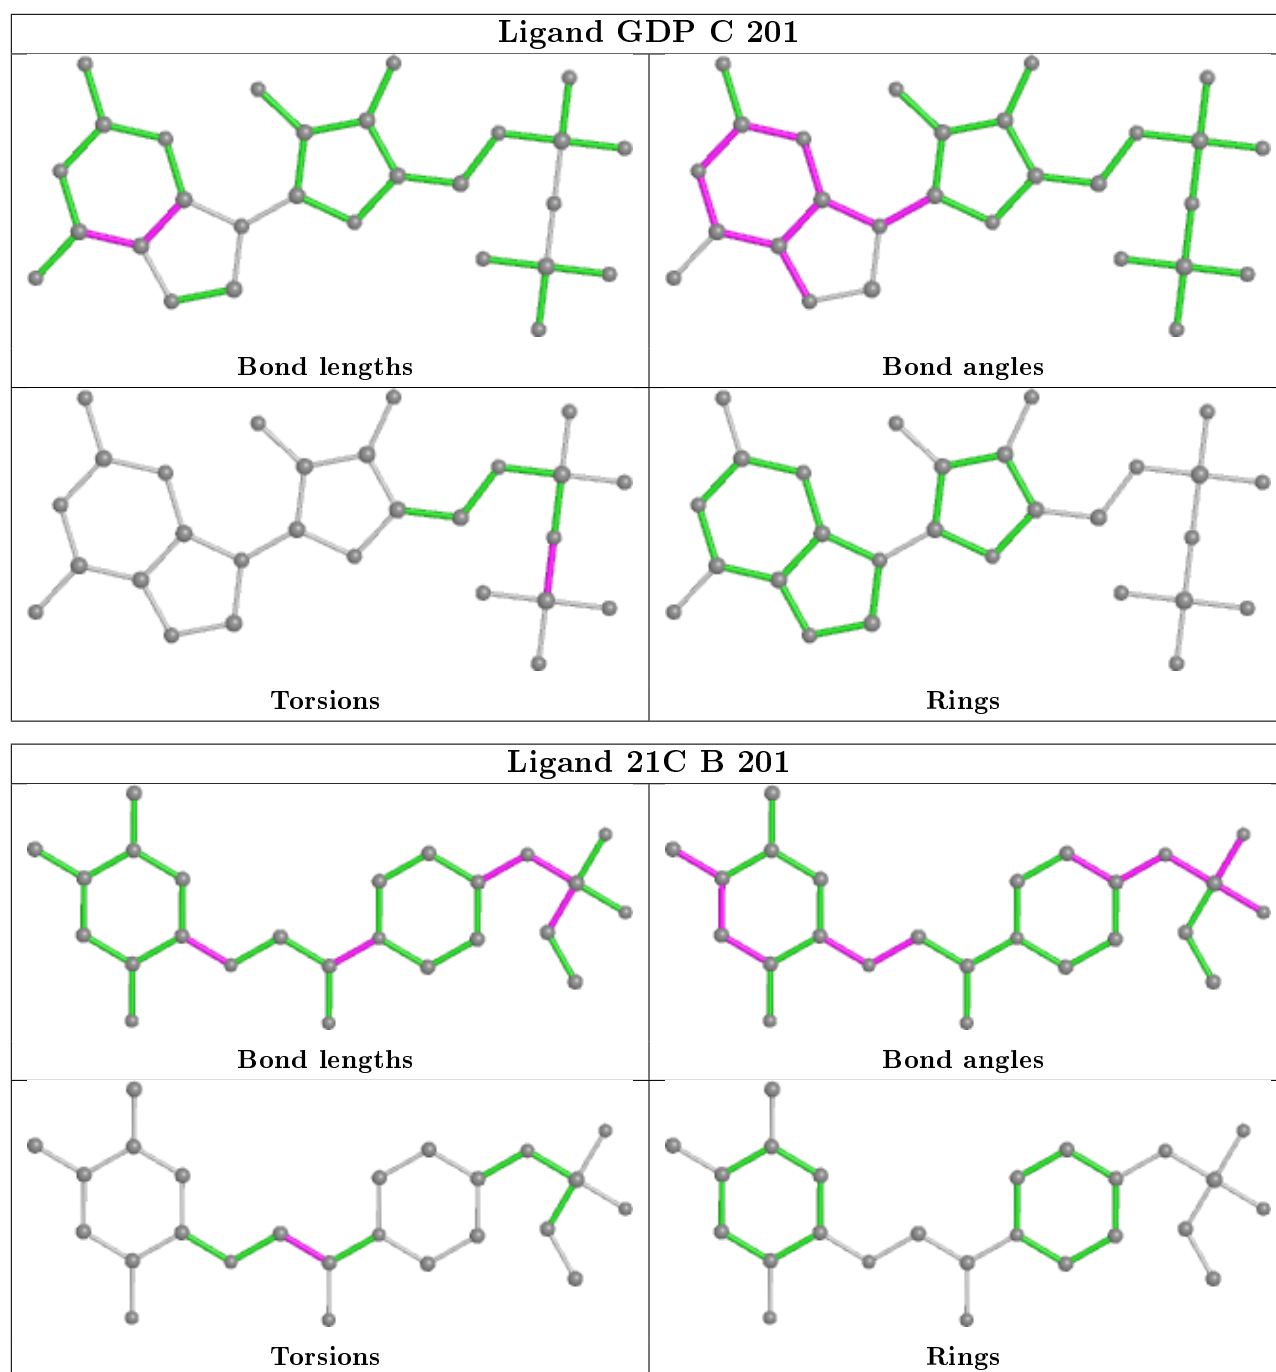 Ligand GDP C 201
Bond lengths
Bond angles
Torsions
Rings
Ligand 21C B 201
Bond lengths
Bond angles
Torsions
Rings